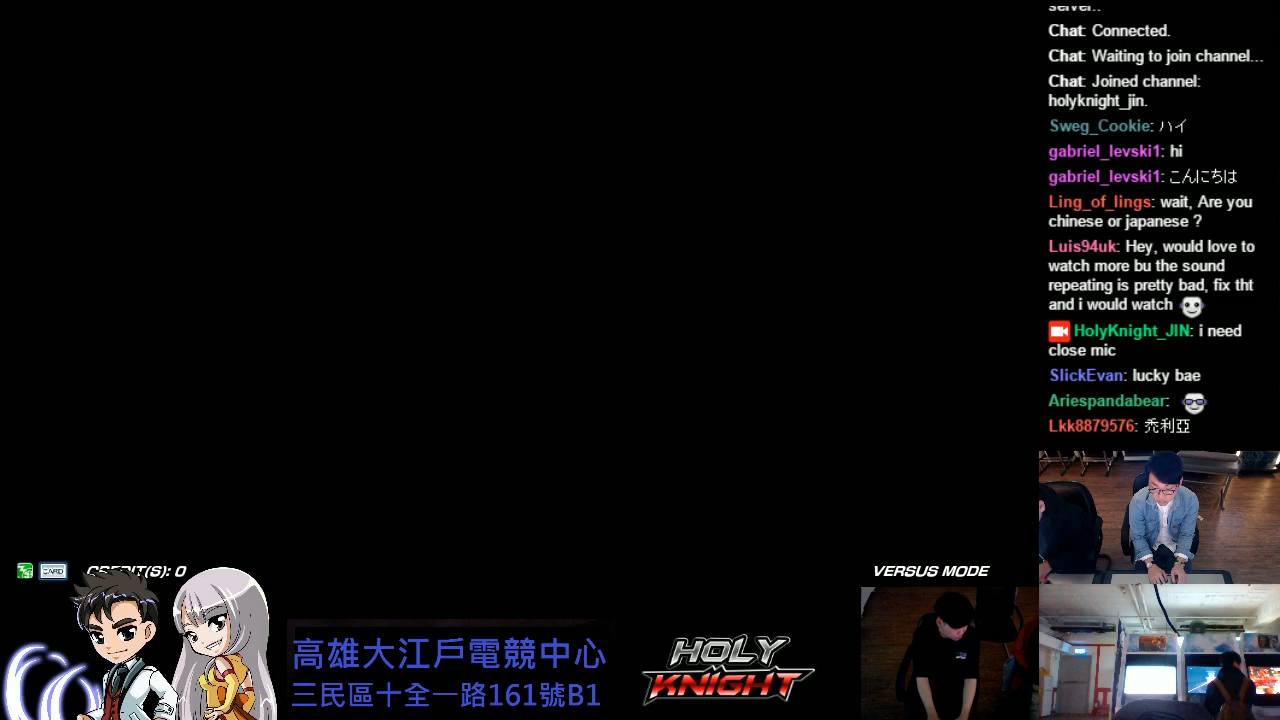 server..
Chat: Connected.
Chat: Waiting to join channel...
Chat: Joined channel:
holyknight_jin.
Sweg_Cookie: ハイ
gabriel_levski1: hi
gabriel_levski1: こんにちは
Ling_of_lings: wait, Are you
chinese or japanese ?
Luis94uk: Hey, would love to
watch more bu the sound
repeating is pretty bad, fix tht
and i would watch
HolyKnight_JIN: i need
close mic
SlickEvan: lucky bae
Ariespandabear:
Lkk8879576: 禿利亞
CARD
CREDIT(S): 0
VERSUS MODE
高雄大江戶電競中心
三民區十全一路161號B1
HOLY
KNIGHT